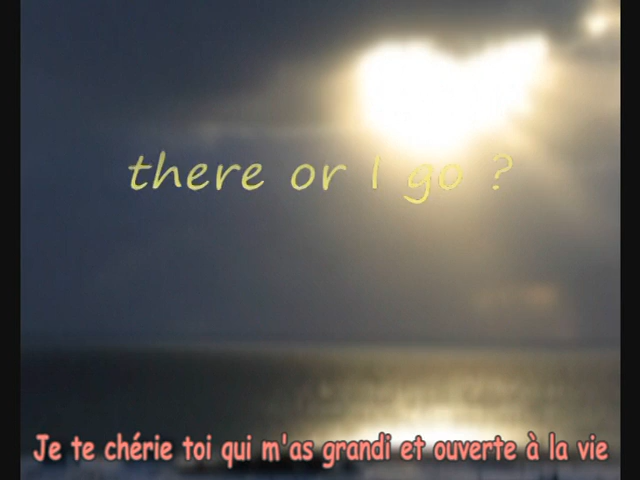 there or I go ?
Je te chérie toi qui m'as grandi et ouverte à la vie